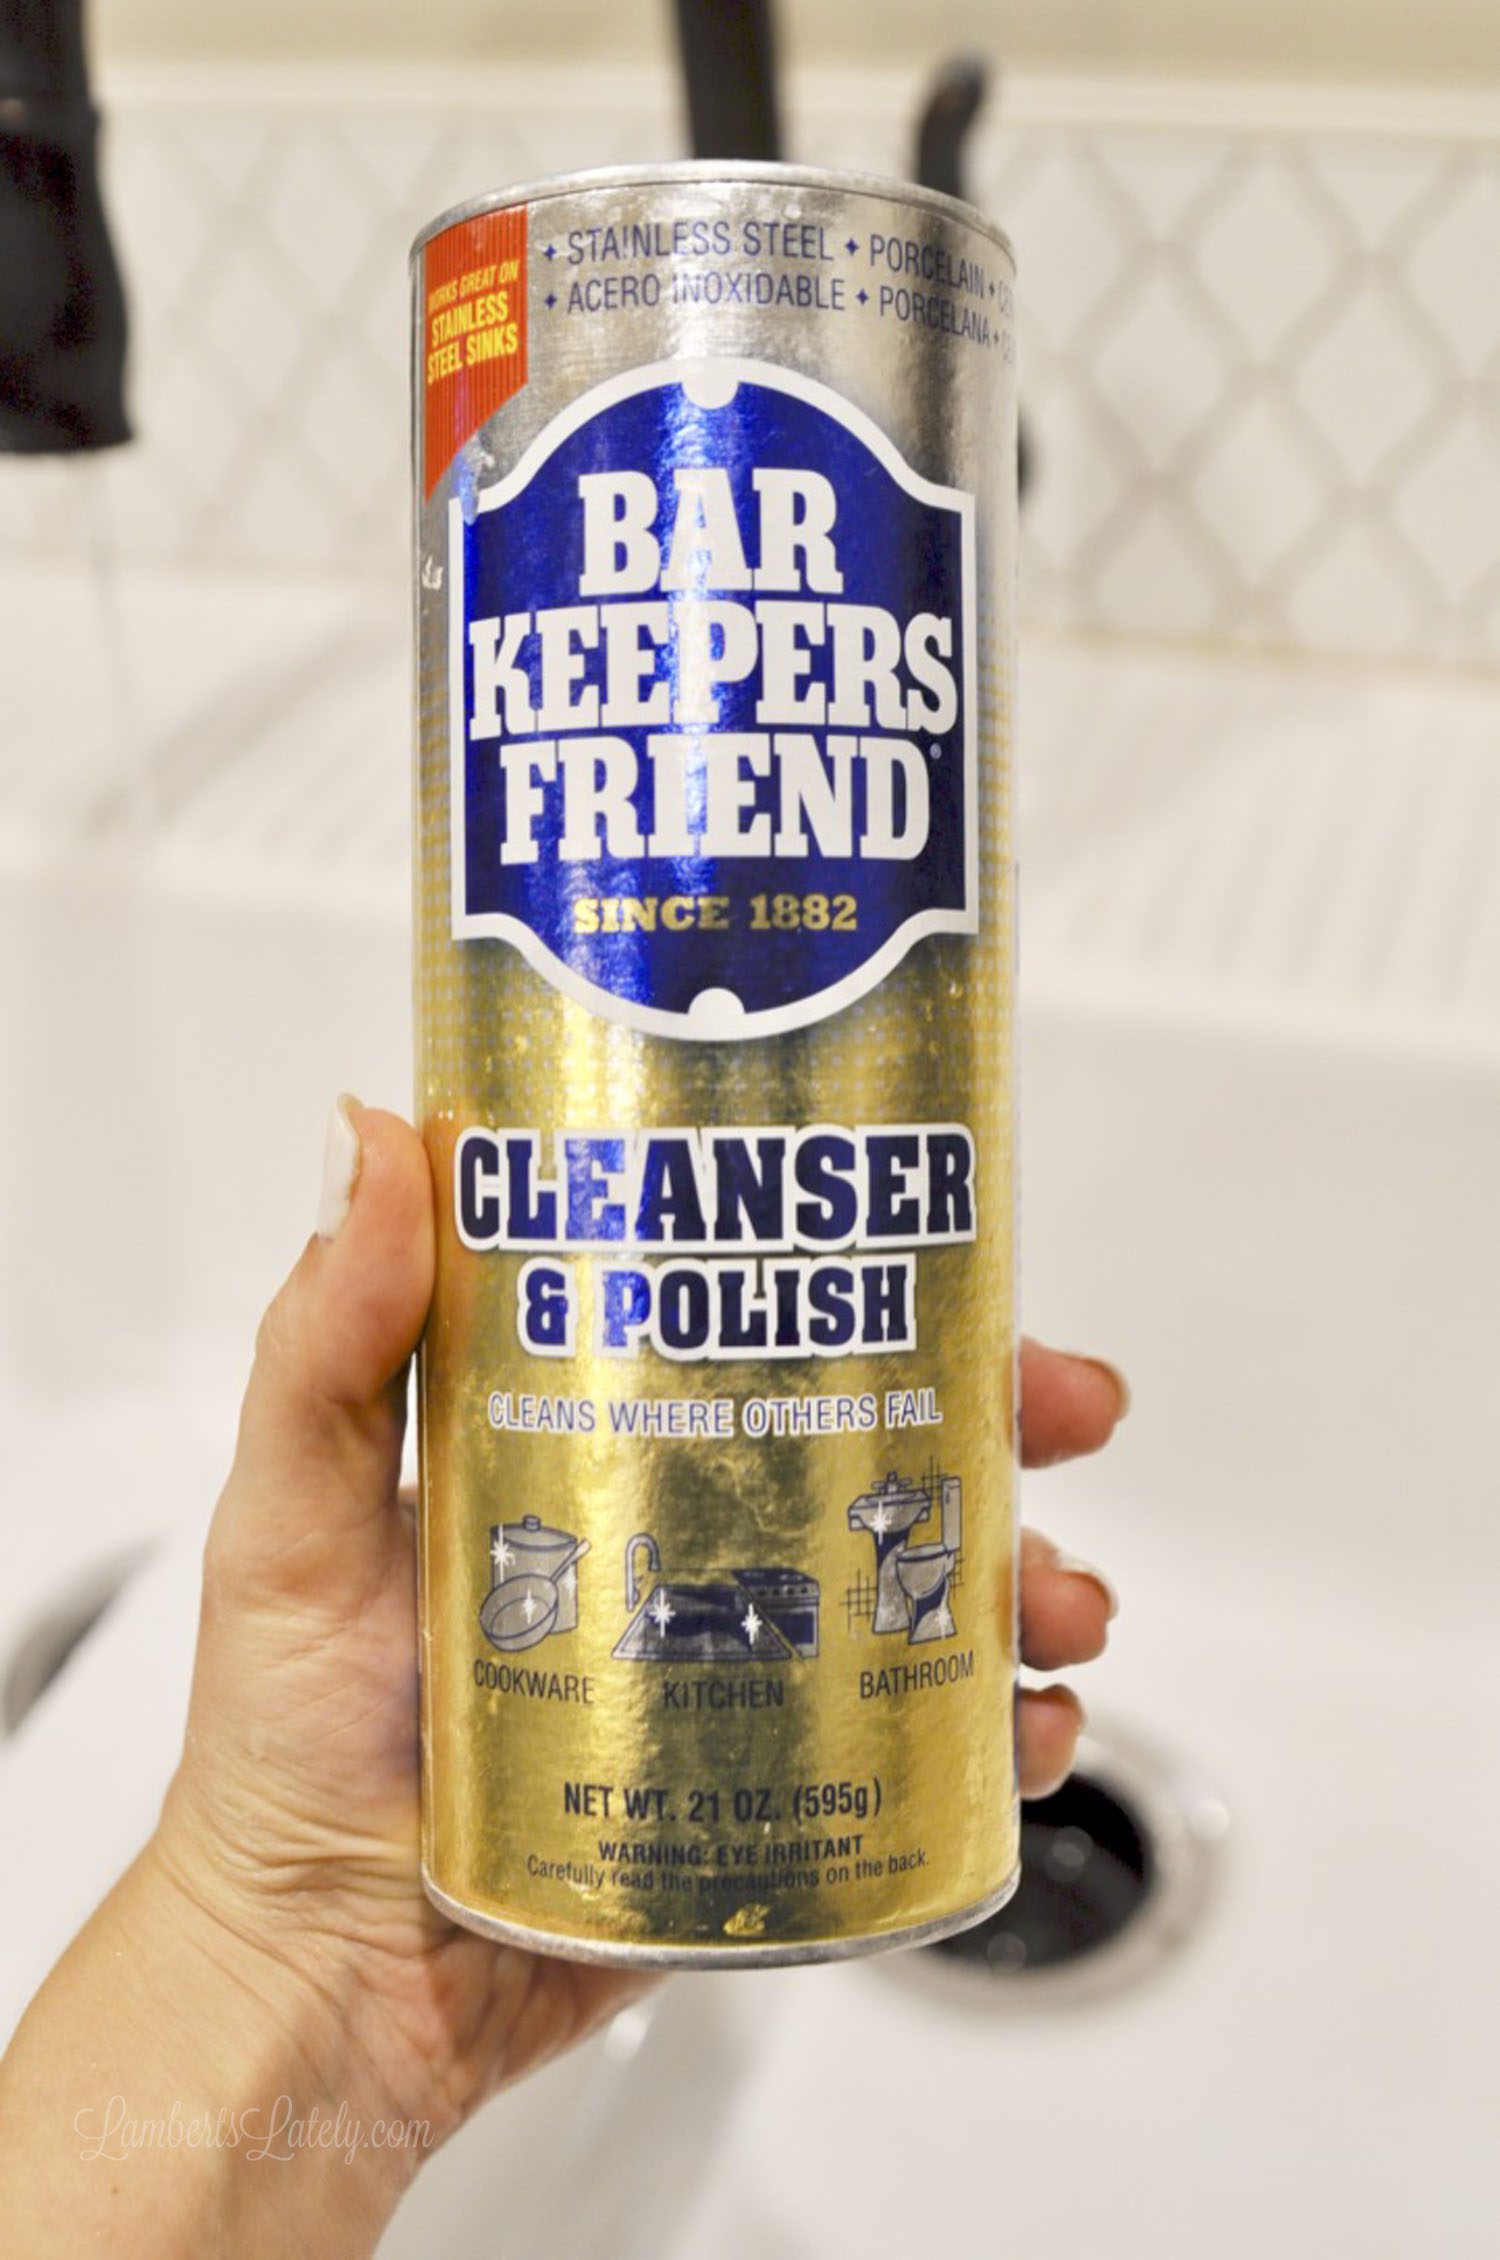 WORKS GREAT ON
STAINLESS
STEEL SINKS
✦ STAINLESS STEEL ✦ PORCELAIN ✦
✦ ACERO INOXIDABLE ✦ PORCELANA ✦
BAR
KEEPERS
FRIEND®
SINCE 1882
CLEANSER
& POLISH
CLEANS WHERE OTHERS FAIL
COOKWARE
KITCHEN
BATHROOM
NET WT. 21 OZ. (595g)
WARNING: EYE IRRITANT
Carefully read the precautions on the back.
LambertsLately.com